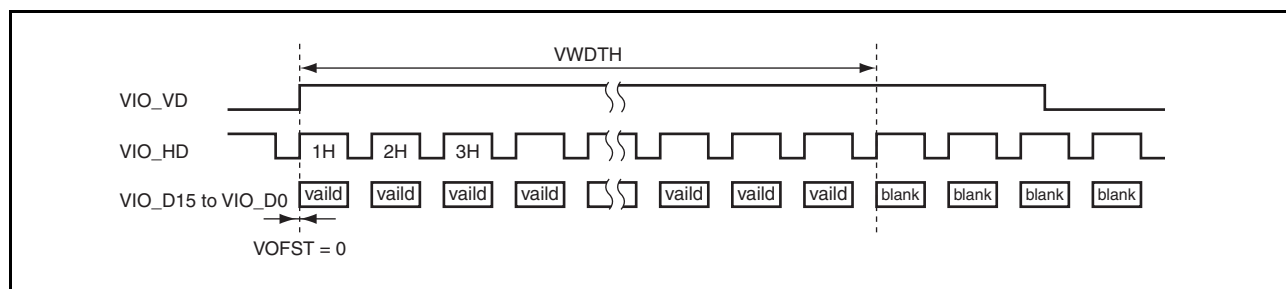 VWDTH
VIO_VD
VIO_HD 1H 2H 3H
VIO_D15 to VIO_D0 vaild vaild vaild vaild vaild vaild vaild blank blank blank blank
VOFST = 0